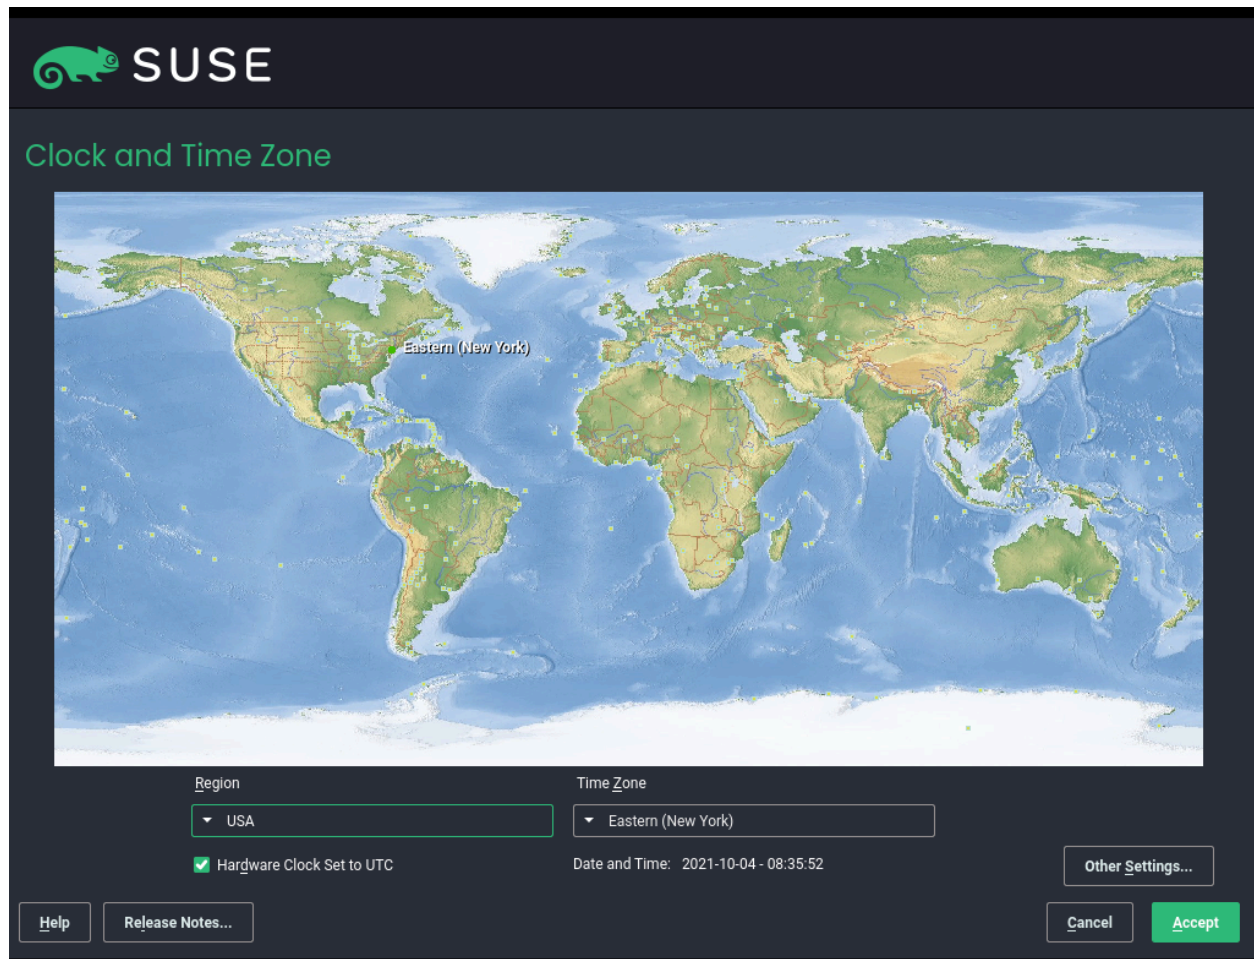 SUSE
Clock and Time Zone
Eastern (New York)
Region
Time Zone
USA
Eastern (New York)
Hardware Clock Set to UTC
Date and Time: 2021-10-04 - 08:35:52
Other Settings...
Help
Release Notes...
Cancel
Accept